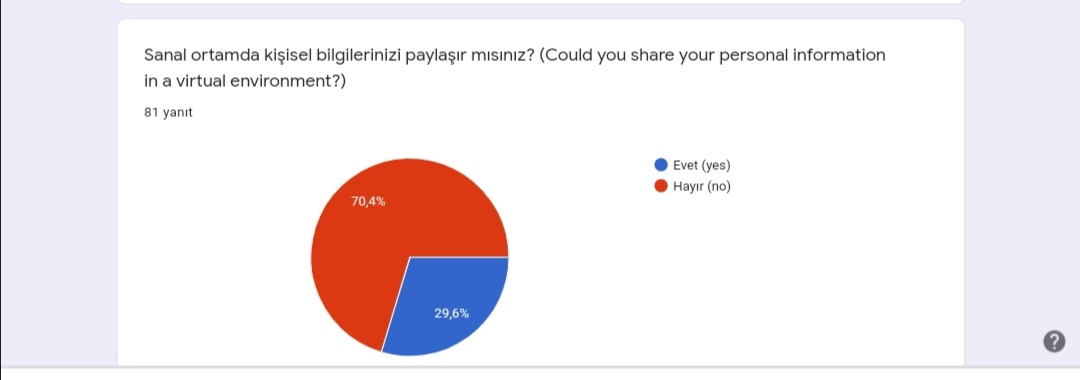 Sanal ortamda kişisel bilgilerinizi paylaşır mısınız? (Could you share your personal information
in a virtual environment?)
81 yanıt
Evet (yes)
Hayır (no)
70,4%
29,6%
?